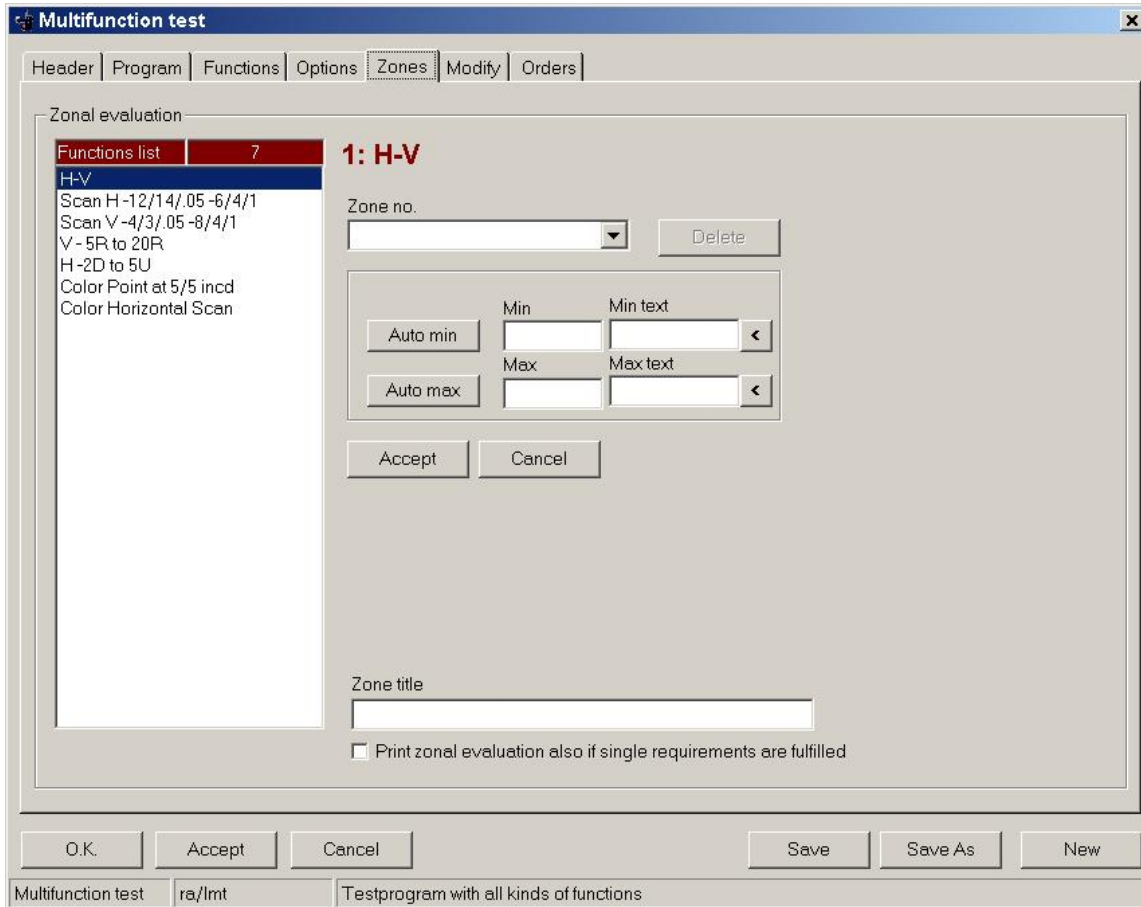 Multifunction test
Header Program Functions Options Zones Modify Orders
Zonal evaluation
Functions list 7
H-V
Scan H -12/14/.05 -6/4/1
Scan V -4/3/.05 -8/4/1
V - 5R to 20R
H -2D to 5U
Color Point at 5/5 incd
Color Horizontal Scan
1: H-V
Zone no.
Delete
Min Min text
Auto min <
Max Max text
Auto max <
Accept Cancel
Zone title
Print zonal evaluation also if single requirements are fulfilled
O.K. Accept Cancel Save Save As New
Multifunction test ra/lmt Testprogram with all kinds of functions